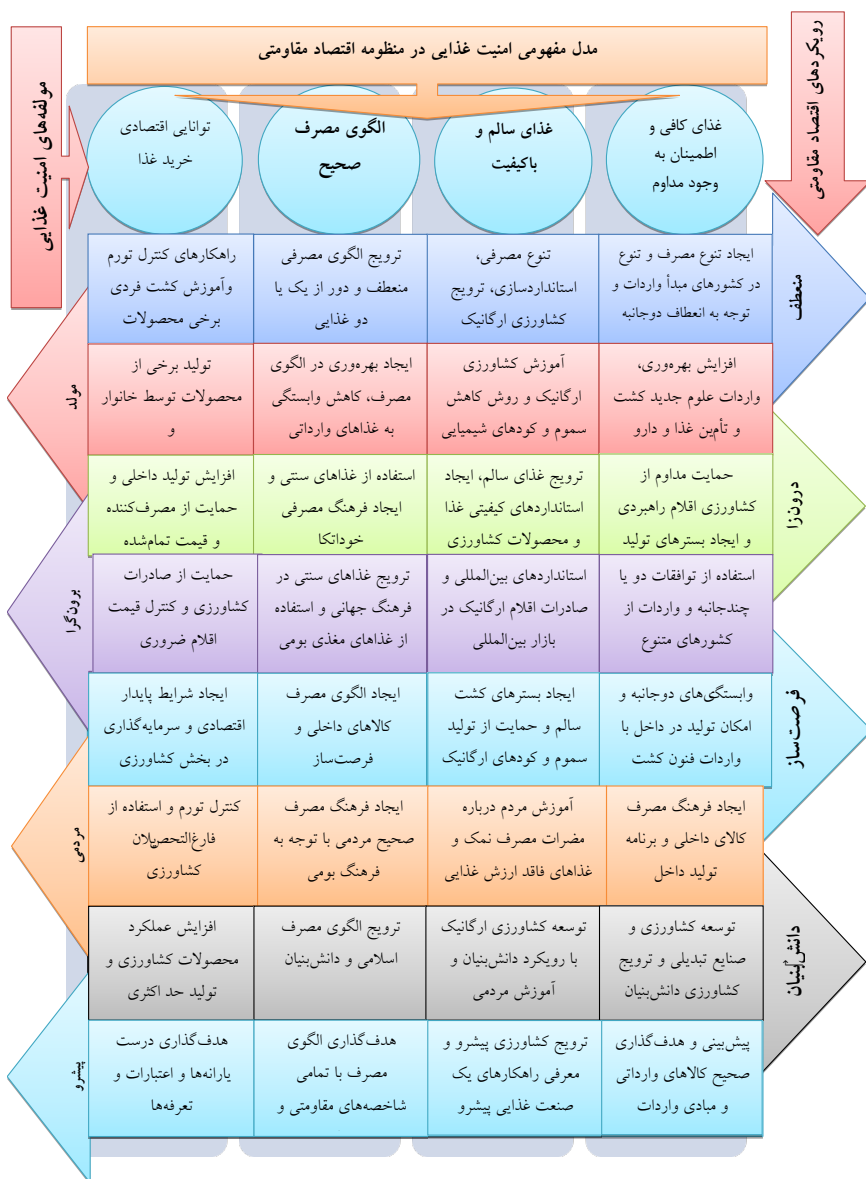 مدل مفهومی امنیت غذایی در منظومه اقتصاد مقاومتی
رویکردهای اقتصاد مقاومتی
مولفه‌های امنیت غذایی
غذای کافی و
اطمینان به
وجود مداوم
غذای سالم و
باکیفیت
الگوی مصرف
صحیح
توانایی اقتصادی
خرید غذا
منعطف
ایجاد تنوع مصرف و تنوع
در کشورهای مبدأ واردات و
توجه به انعطاف دوجانبه
تنوع مصرفی،
استانداردسازی، ترویج
کشاورزی ارگانیک
ترویج الگوی مصرفی
منعطف و دور از یک یا
دو غذایی
راهکارهای کنترل تورم
وآموزش کشت فردی
برخی محصولات
مولد
افزایش بهره‌وری،
واردات علوم جدید کشت
و تأمین غذا و دارو
آموزش کشاورزی
ارگانیک و روش کاهش
سموم و کودهای شیمیایی
ایجاد بهره‌وری در الگوی
مصرف، کاهش وابستگی
به غذاهای وارداتی
تولید برخی از
محصولات توسط خانوار
و
درون‌زا
حمایت مداوم از
کشاورزی اقلام راهبردی
و ایجاد بسترهای تولید
ترویج غذای سالم، ایجاد
استانداردهای کیفیتی غذا
و محصولات کشاورزی
استفاده از غذاهای سنتی و
ایجاد فرهنگ مصرفی
خوداتکا
افزایش تولید داخلی و
حمایت از مصرف‌کننده
و قیمت تمام‌شده
برون‌گرا
استفاده از توافقات دو یا
چندجانبه و واردات از
کشورهای متنوع
استانداردهای بین‌المللی و
صادرات اقلام ارگانیک در
بازار بین‌المللی
ترویج غذاهای سنتی در
فرهنگ جهانی و استفاده
از غذاهای مغذی بومی
حمایت از صادرات
کشاورزی و کنترل قیمت
اقلام ضروری
فرصت‌ساز
وابستگی‌های دوجانبه و
امکان تولید در داخل با
واردات فنون کشت
ایجاد بسترهای کشت
سالم و حمایت از تولید
سموم و کودهای ارگانیک
ایجاد الگوی مصرف
کالاهای داخلی و
فرصت‌ساز
ایجاد شرایط پایدار
اقتصادی و سرمایه‌گذاری
در بخش کشاورزی
مردمی
ایجاد فرهنگ مصرف
کالای داخلی و برنامه
تولید داخل
آموزش مردم درباره
مضرات مصرف نمک و
غذاهای فاقد ارزش غذایی
ایجاد فرهنگ مصرف
صحیح مردمی با توجه به
فرهنگ بومی
کنترل تورم و استفاده از
فارغ‌التحصیلان
کشاورزی
دانش‌بنیان
توسعه کشاورزی و
صنایع تبدیلی و ترویج
کشاورزی دانش‌بنیان
توسعه کشاورزی ارگانیک
با رویکرد دانش‌بنیان و
آموزش مردمی
ترویج الگوی مصرف
اسلامی و دانش‌بنیان
افزایش عملکرد
محصولات کشاورزی و
تولید حد اکثری
پیشرو
پیش‌بینی و هدف‌گذاری
صحیح کالاهای وارداتی
و مبادی واردات
ترویج کشاورزی پیشرو و
معرفی راهکارهای یک
صنعت غذایی پیشرو
هدف‌گذاری الگوی
مصرف با تمامی
شاخصه‌های مقاومتی و
هدف‌گذاری درست
یارانه‌ها و اعتبارات و
تعرفه‌ها